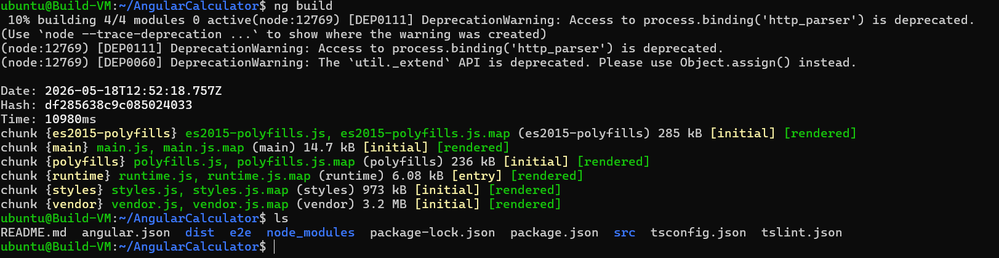 ubuntu@Build-VM:~/AngularCalculator$ ng build
 10% building 4/4 modules 0 active(node:12769) [DEP0111] DeprecationWarning: Access to process.binding('http_parser') is deprecated.
(Use `node --trace-deprecation ...` to show where the warning was created)
(node:12769) [DEP0111] DeprecationWarning: Access to process.binding('http_parser') is deprecated.
(node:12769) [DEP0060] DeprecationWarning: The `util._extend` API is deprecated. Please use Object.assign() instead.

Date: 2026-05-18T12:52:18.757Z
Hash: df285638c9c085024033
Time: 10980ms
chunk {es2015-polyfills} es2015-polyfills.js, es2015-polyfills.js.map (es2015-polyfills) 285 kB [initial] [rendered]
chunk {main} main.js, main.js.map (main) 14.7 kB [initial] [rendered]
chunk {polyfills} polyfills.js, polyfills.js.map (polyfills) 236 kB [initial] [rendered]
chunk {runtime} runtime.js, runtime.js.map (runtime) 6.08 kB [entry] [rendered]
chunk {styles} styles.js, styles.js.map (styles) 973 kB [initial] [rendered]
chunk {vendor} vendor.js, vendor.js.map (vendor) 3.2 MB [initial] [rendered]
ubuntu@Build-VM:~/AngularCalculator$ ls
README.md  angular.json  dist  e2e  node_modules  package-lock.json  package.json  src  tsconfig.json  tslint.json
ubuntu@Build-VM:~/AngularCalculator$